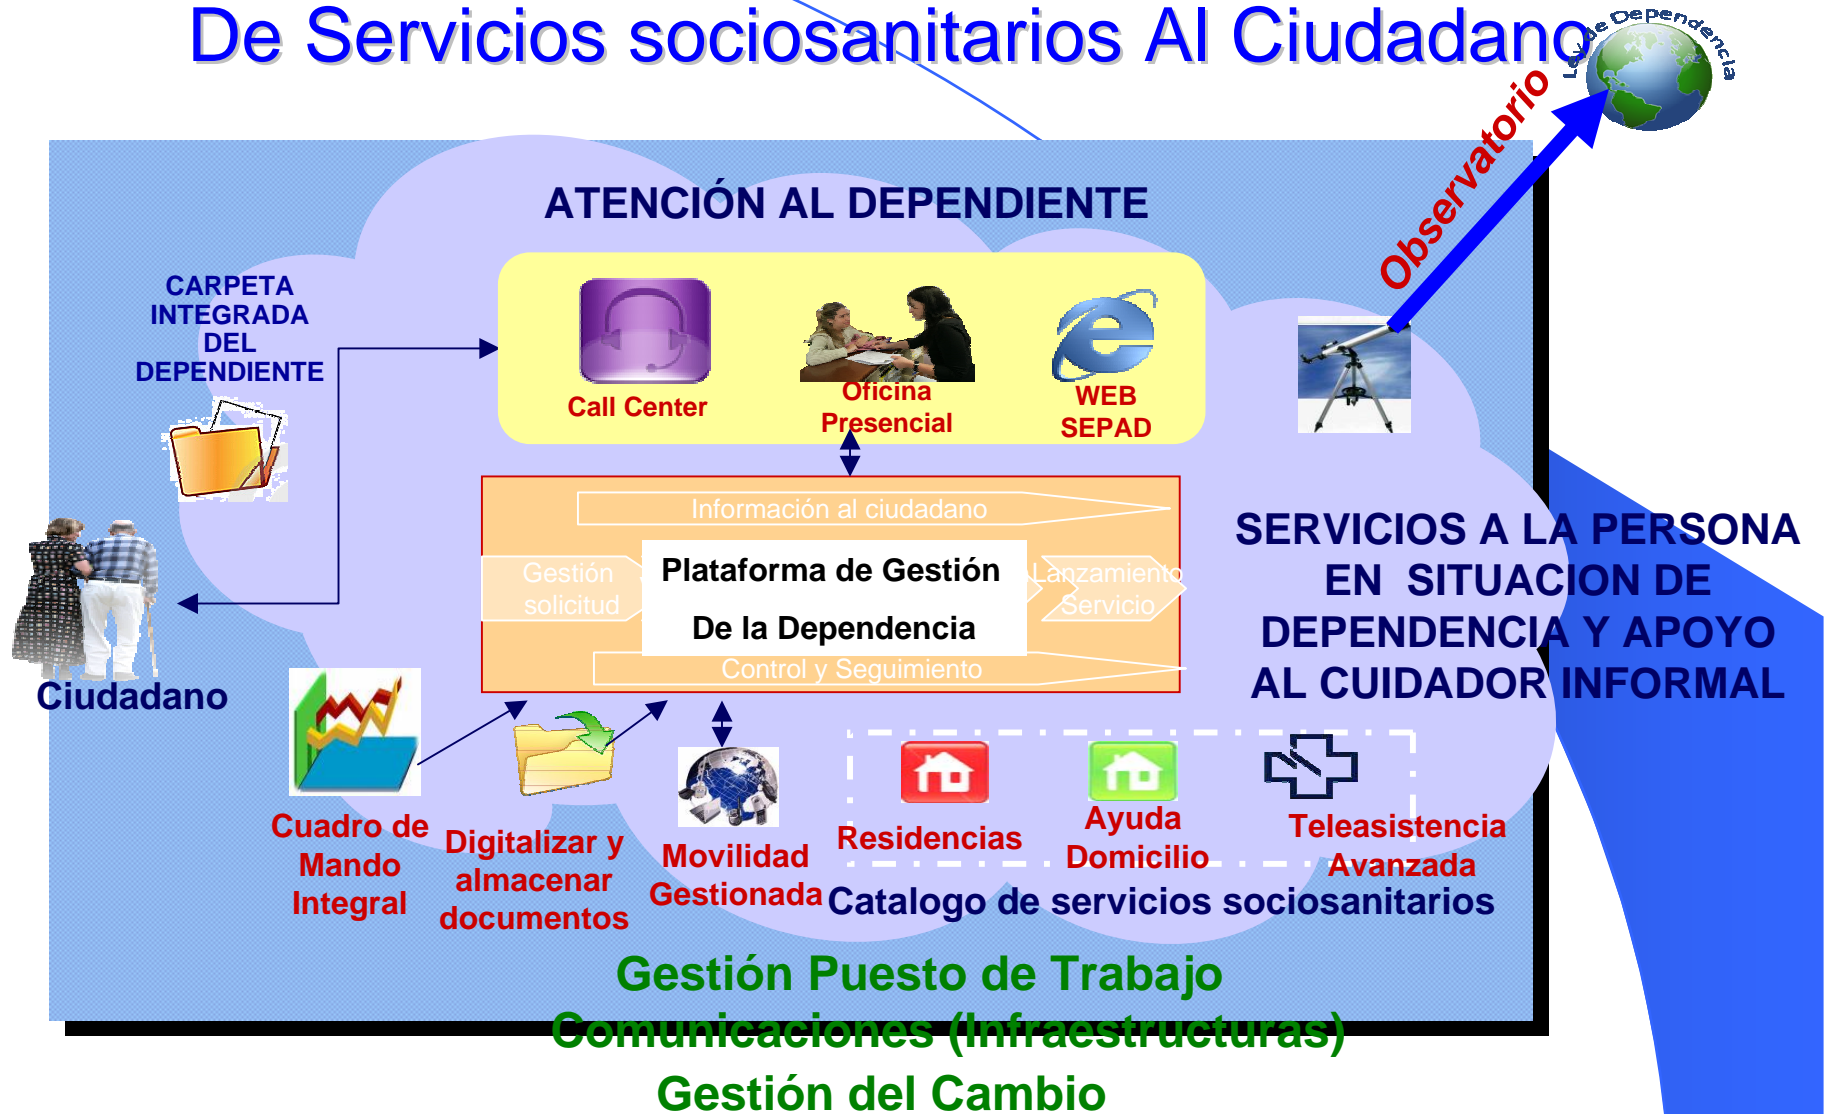 De Servicios sociosanitarios Al Ciudadano
Ley de Dependencia
Observatorio
ATENCIÓN AL DEPENDIENTE
CARPETA
INTEGRADA
DEL
DEPENDIENTE
Call Center
Oficina
Presencial
WEB
SEPAD
Información al ciudadano
Gestión
solicitud
Plataforma de Gestión
De la Dependencia
Lanzamiento
Servicio
Control y Seguimiento
SERVICIOS A LA PERSONA
EN SITUACION DE
DEPENDENCIA Y APOYO
AL CUIDADOR INFORMAL
Ciudadano
Cuadro de
Mando
Integral
Digitalizar y
almacenar
documentos
Movilidad
Gestionada
Residencias
Ayuda
Domicilio
Teleasistencia
Avanzada
Catalogo de servicios sociosanitarios
Gestión Puesto de Trabajo
Comunicaciones (Infraestructuras)
Gestión del Cambio